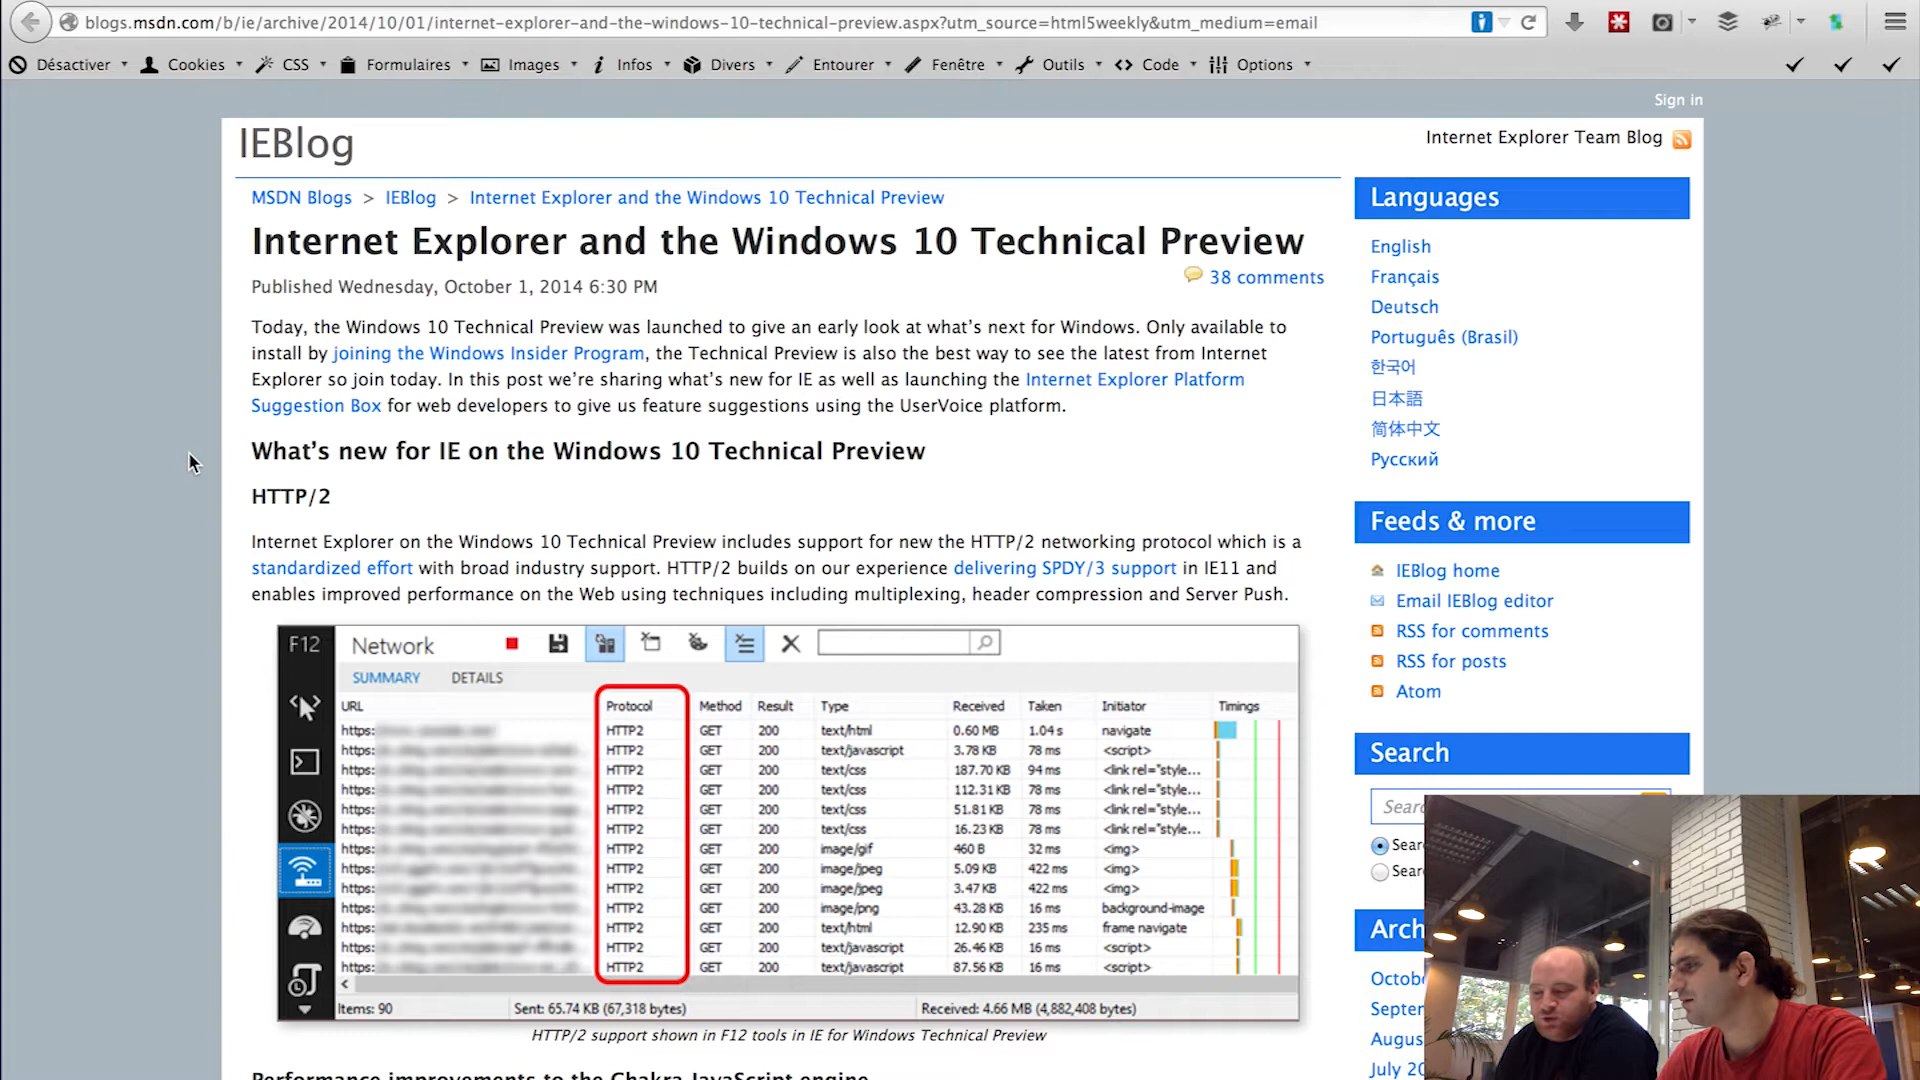 blogs.msdn.com/b/ie/archive/2014/10/01/internet-explorer-and-the-windows-10-technical-preview.aspx?utm_source=html5weekly&utm_medium=email
Désactiver Cookies CSS Formulaires Images Infos Divers Entourer Fenêtre Outils Code Options
Sign in
IEBlog
Internet Explorer Team Blog
MSDN Blogs > IEBlog > Internet Explorer and the Windows 10 Technical Preview
Internet Explorer and the Windows 10 Technical Preview
38 comments
Published Wednesday, October 1, 2014 6:30 PM
Today, the Windows 10 Technical Preview was launched to give an early look at what’s next for Windows. Only available to
install by joining the Windows Insider Program, the Technical Preview is also the best way to see the latest from Internet
Explorer so join today. In this post we’re sharing what’s new for IE as well as launching the Internet Explorer Platform
Suggestion Box for web developers to give us feature suggestions using the UserVoice platform.
What’s new for IE on the Windows 10 Technical Preview
HTTP/2
Internet Explorer on the Windows 10 Technical Preview includes support for new the HTTP/2 networking protocol which is a
standardized effort with broad industry support. HTTP/2 builds on our experience delivering SPDY/3 support in IE11 and
enables improved performance on the Web using techniques including multiplexing, header compression and Server Push.
F12 Network
SUMMARY DETAILS
URL Protocol Method Result Type Received Taken Initiator Timings
https: HTTP2 GET 200 text/html 0.60 MB 1.04 s navigate
https: HTTP2 GET 200 text/javascript 3.78 KB 78 ms <script>
https: HTTP2 GET 200 text/css 187.70 KB 94 ms <link rel="style...
https: HTTP2 GET 200 text/css 112.31 KB 78 ms <link rel="style...
https: HTTP2 GET 200 text/css 51.81 KB 78 ms <link rel="style...
https: HTTP2 GET 200 text/css 16.23 KB 78 ms <link rel="style...
https: HTTP2 GET 200 image/gif 460 B 32 ms <img>
https: HTTP2 GET 200 image/jpeg 5.09 KB 422 ms <img>
https: HTTP2 GET 200 image/jpeg 3.47 KB 422 ms <img>
https: HTTP2 GET 200 image/png 43.28 KB 16 ms background-image
https: HTTP2 GET 200 text/html 12.90 KB 235 ms frame navigate
https: HTTP2 GET 200 text/javascript 26.46 KB 16 ms <script>
https: HTTP2 GET 200 text/javascript 87.56 KB 16 ms <script>
Items: 90 Sent: 65.74 KB (67,318 bytes) Received: 4.66 MB (4,882,408 bytes)
HTTP/2 support shown in F12 tools in IE for Windows Technical Preview
Performance improvements to the Chakra JavaScript engine
Languages
English
Français
Deutsch
Português (Brasil)
한국어
日本語
简体中文
Русский
Feeds & more
IEBlog home
Email IEBlog editor
RSS for comments
RSS for posts
Atom
Search
Searc
Sear
Sear
Arch
Octobe
Septem
Augus
July 20